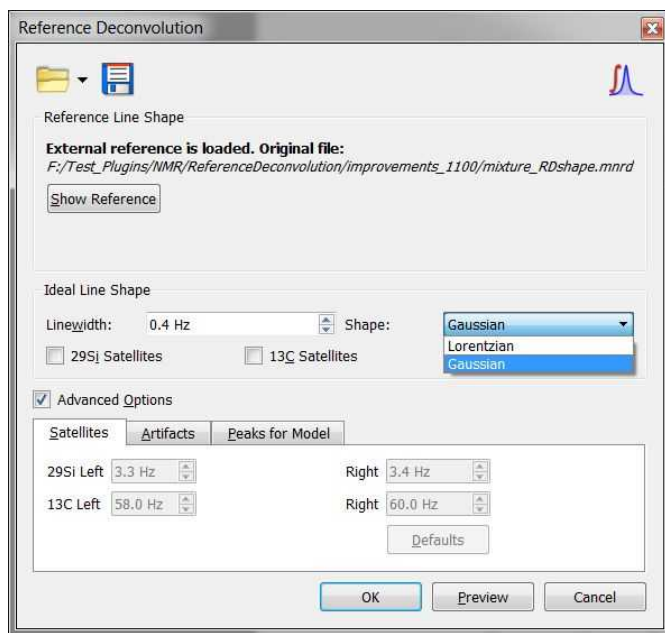 Reference Deconvolution
Reference Line Shape
External reference is loaded. Original file:
F:/Test_Plugins/NMR/ReferenceDeconvolution/improvements_1100/mixture_RDshape.mnrd
Show Reference
Ideal Line Shape
Linewidth: 0.4 Hz Shape: Gaussian
Lorentzian
Gaussian
29Si Satellites 13C Satellites
Advanced Options
Satellites Artifacts Peaks for Model
29Si Left 3.3 Hz Right 3.4 Hz
13C Left 58.0 Hz Right 60.0 Hz
Defaults
OK Preview Cancel